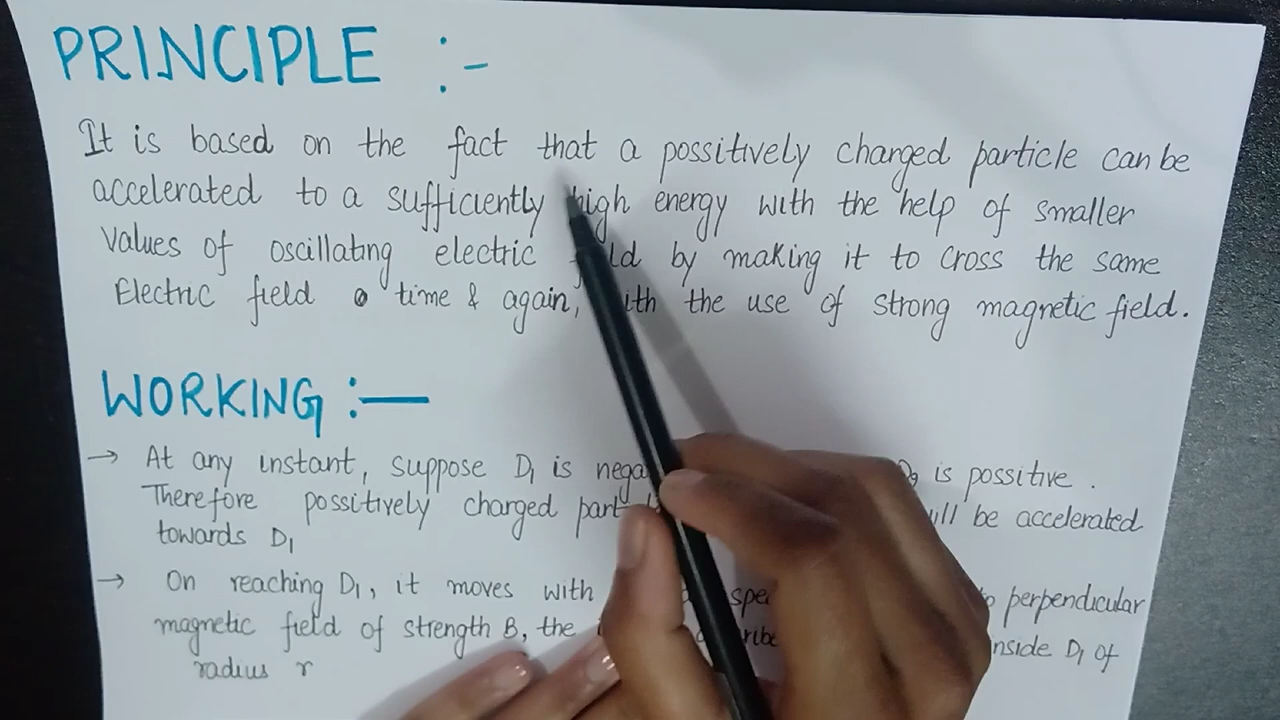 PRINCIPLE :-
It is based on the fact that a possitively charged particle can be
accelerated to a sufficiently high energy with the help of smaller
values of oscillating electric field by making it to cross the same
Electric field time & again, with the use of strong magnetic field.
WORKING :—
→ At any instant, suppose D1 is is possitive.
Therefore possitively charged will be accelerated
towards D1
→ On reaching D1, it moves with perpendicular
magnetic field of strength B, the inside D1 of
radius r